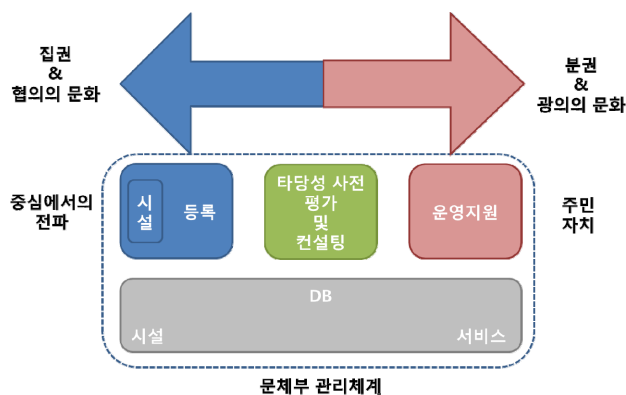 집권
&
협의의 문화
분권
&
광의의 문화
중심에서의
전파
시
설
등록
타당성 사전
평가
및
컨설팅
운영지원
주민
자치
DB
시설
서비스
문체부 관리체계